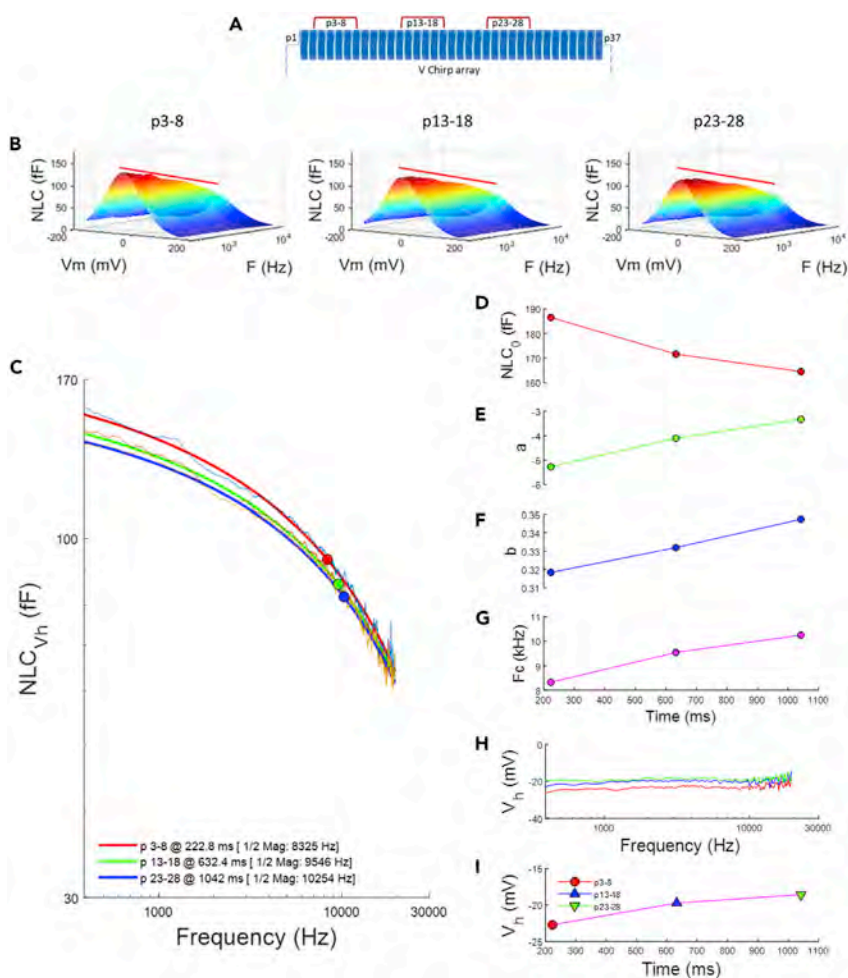 A
p1
p3-8
p13-18
p23-28
p37
V Chirp array
p3-8
p13-18
p23-28
B
NLC (fF)
150
100
50
0
-200
0
200
Vm (mV)
10³
10⁴
F (Hz)
NLC (fF)
150
100
50
0
-200
0
200
Vm (mV)
10³
10⁴
F (Hz)
NLC (fF)
150
100
50
0
-200
0
200
Vm (mV)
10³
10⁴
F (Hz)
C
NLC_Vh (fF)
170
100
30
p 3-8 @ 222.8 ms [ 1/2 Mag: 8325 Hz]
p 13-18 @ 632.4 ms [ 1/2 Mag: 9546 Hz]
p 23-28 @ 1042 ms [ 1/2 Mag: 10254 Hz]
1000
10000
30000
Frequency (Hz)
D
NLC₀ (fF)
190
180
170
160
E
a
-3
-4
-5
-6
F
b
0.35
0.34
0.33
0.32
0.31
G
Fc (kHz)
11
10
9
8
200 300 400 500 600 700 800 900 1000 1100
Time (ms)
H
V_h (mV)
0
-20
-40
1000
10000
30000
Frequency (Hz)
I
V_h (mV)
-15
-20
-25
p3-8
p13-18
p23-28
200 300 400 500 600 700 800 900 1000 1100
Time (ms)